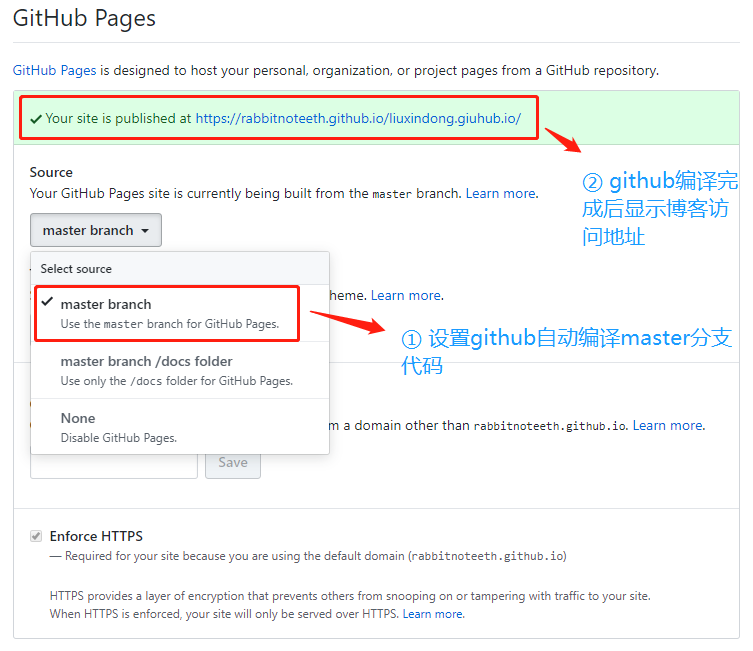 GitHub Pages
GitHub Pages is designed to host your personal, organization, or project pages from a GitHub repository.
Your site is published at https://rabbitnoteeth.github.io/liuxindong.giuhub.io/
② github编译完
成后显示博客访
问地址
Source
Your GitHub Pages site is currently being built from the master branch. Learn more.
master branch
Select source
heme. Learn more.
master branch
Use the master branch for GitHub Pages.
① 设置github自动编译master分支
代码
master branch /docs folder
Use only the /docs folder for GitHub Pages.
None
Disable GitHub Pages.
m a domain other than rabbitnoteeth.github.io. Learn more.
Save
Enforce HTTPS
— Required for your site because you are using the default domain (rabbitnoteeth.github.io)
HTTPS provides a layer of encryption that prevents others from snooping on or tampering with traffic to your site.
When HTTPS is enforced, your site will only be served over HTTPS. Learn more.